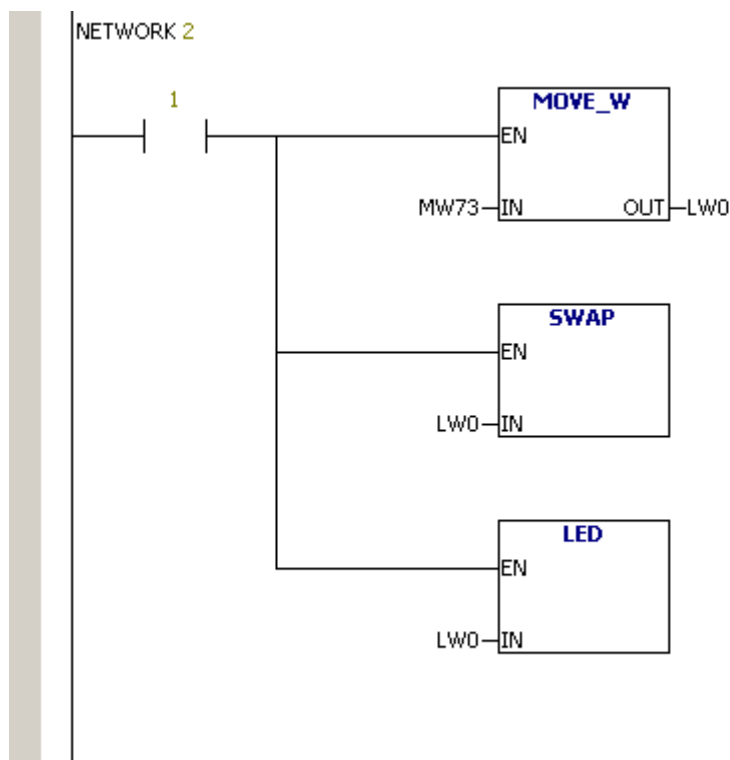 NETWORK 2
1
MOVE_W
EN
MW73 IN OUT LW0
SWAP
EN
LW0 IN
LED
EN
LW0 IN